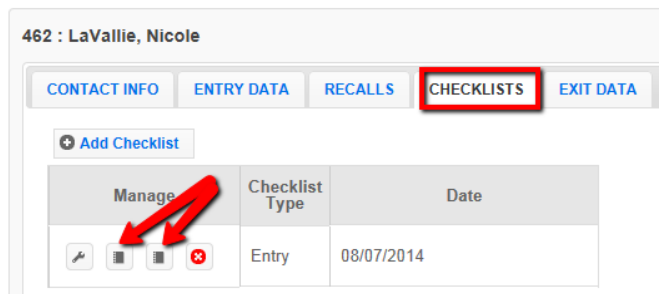 462 : LaVallie, Nicole
CONTACT INFO ENTRY DATA RECALLS CHECKLISTS EXIT DATA
Add Checklist
Manage Checklist Type Date
Entry 08/07/2014